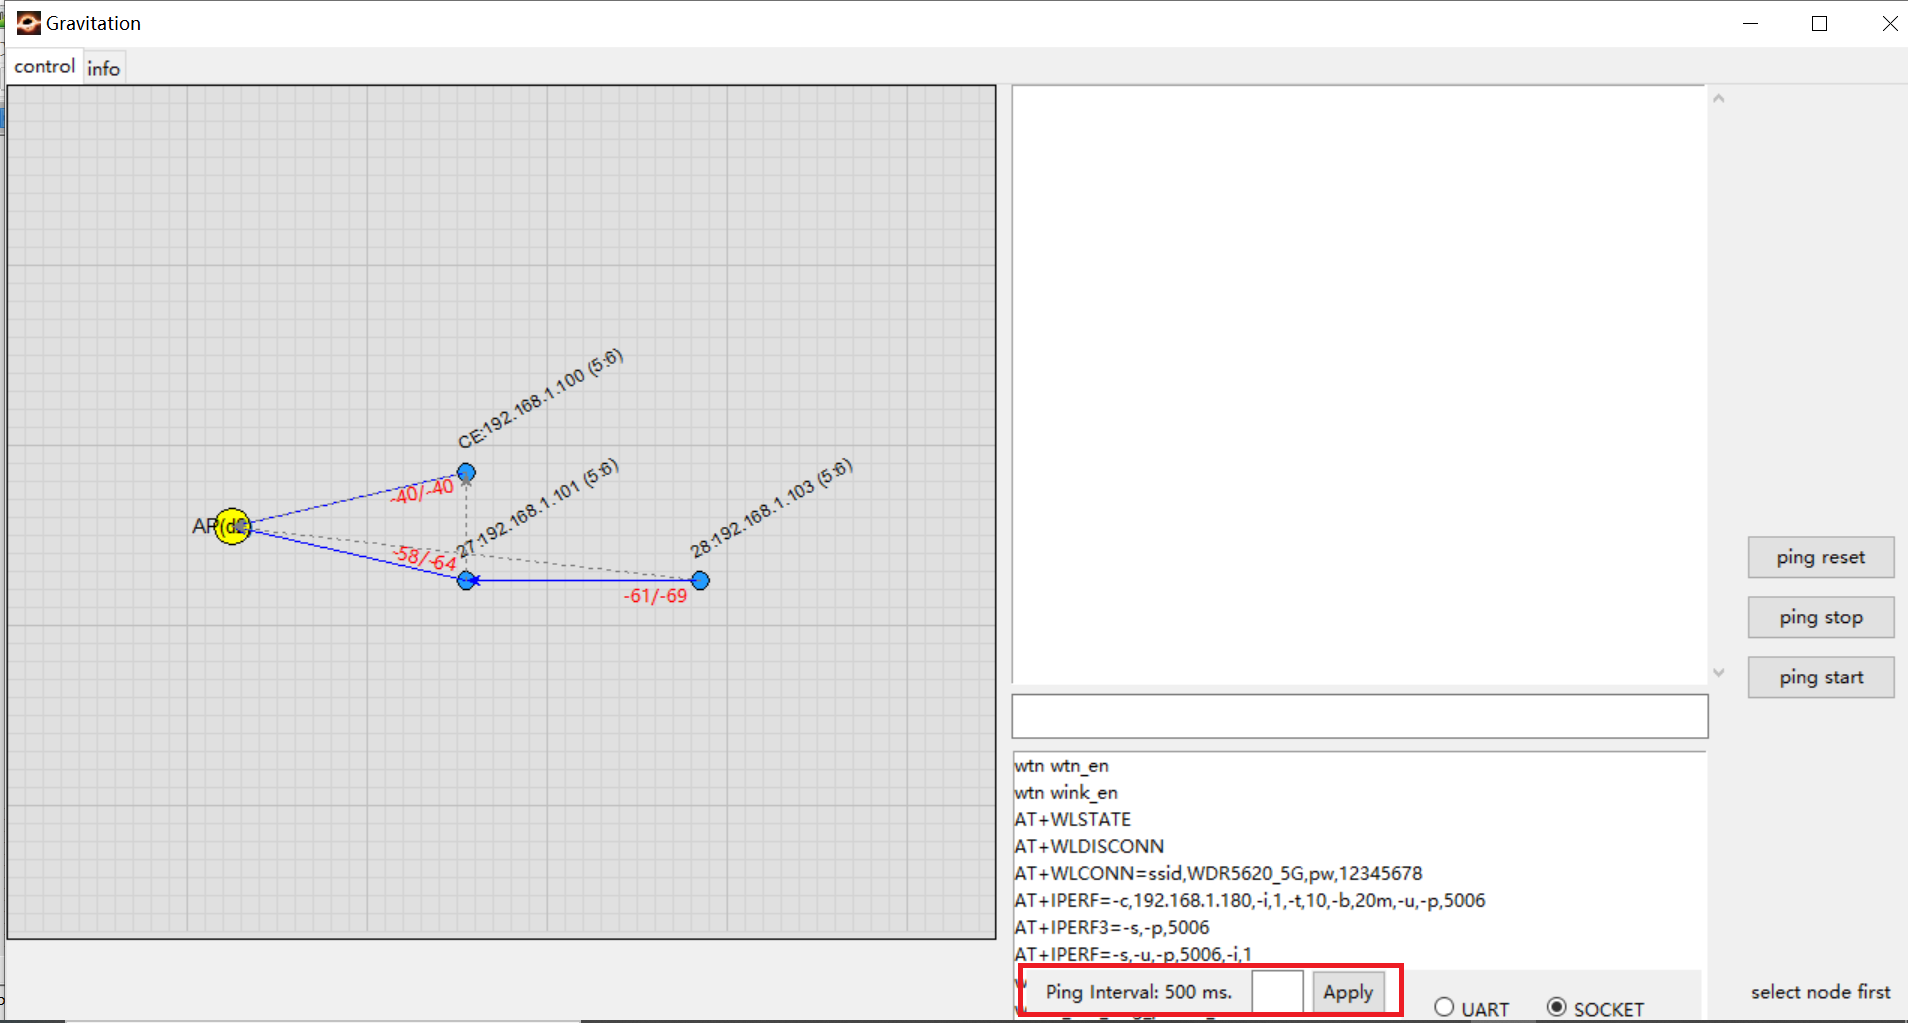 Gravitation
control info
CE:192.168.1.100 (5:6)
-40/-40
27:192.168.1.101 (5:6)
28:192.168.1.103 (5:6)
-58/-64
-61/-69
ping reset
ping stop
ping start
wtn wtn_en
wtn wink_en
AT+WLSTATE
AT+WLDISCONN
AT+WLCONN=ssid,WDR5620_5G,pw,12345678
AT+IPERF=-c,192.168.1.180,-i,1,-t,10,-b,20m,-u,-p,5006
AT+IPERF3=-s,-p,5006
AT+IPERF=-s,-u,-p,5006,-i,1
Ping Interval: 500 ms. Apply
UART SOCKET
select node first